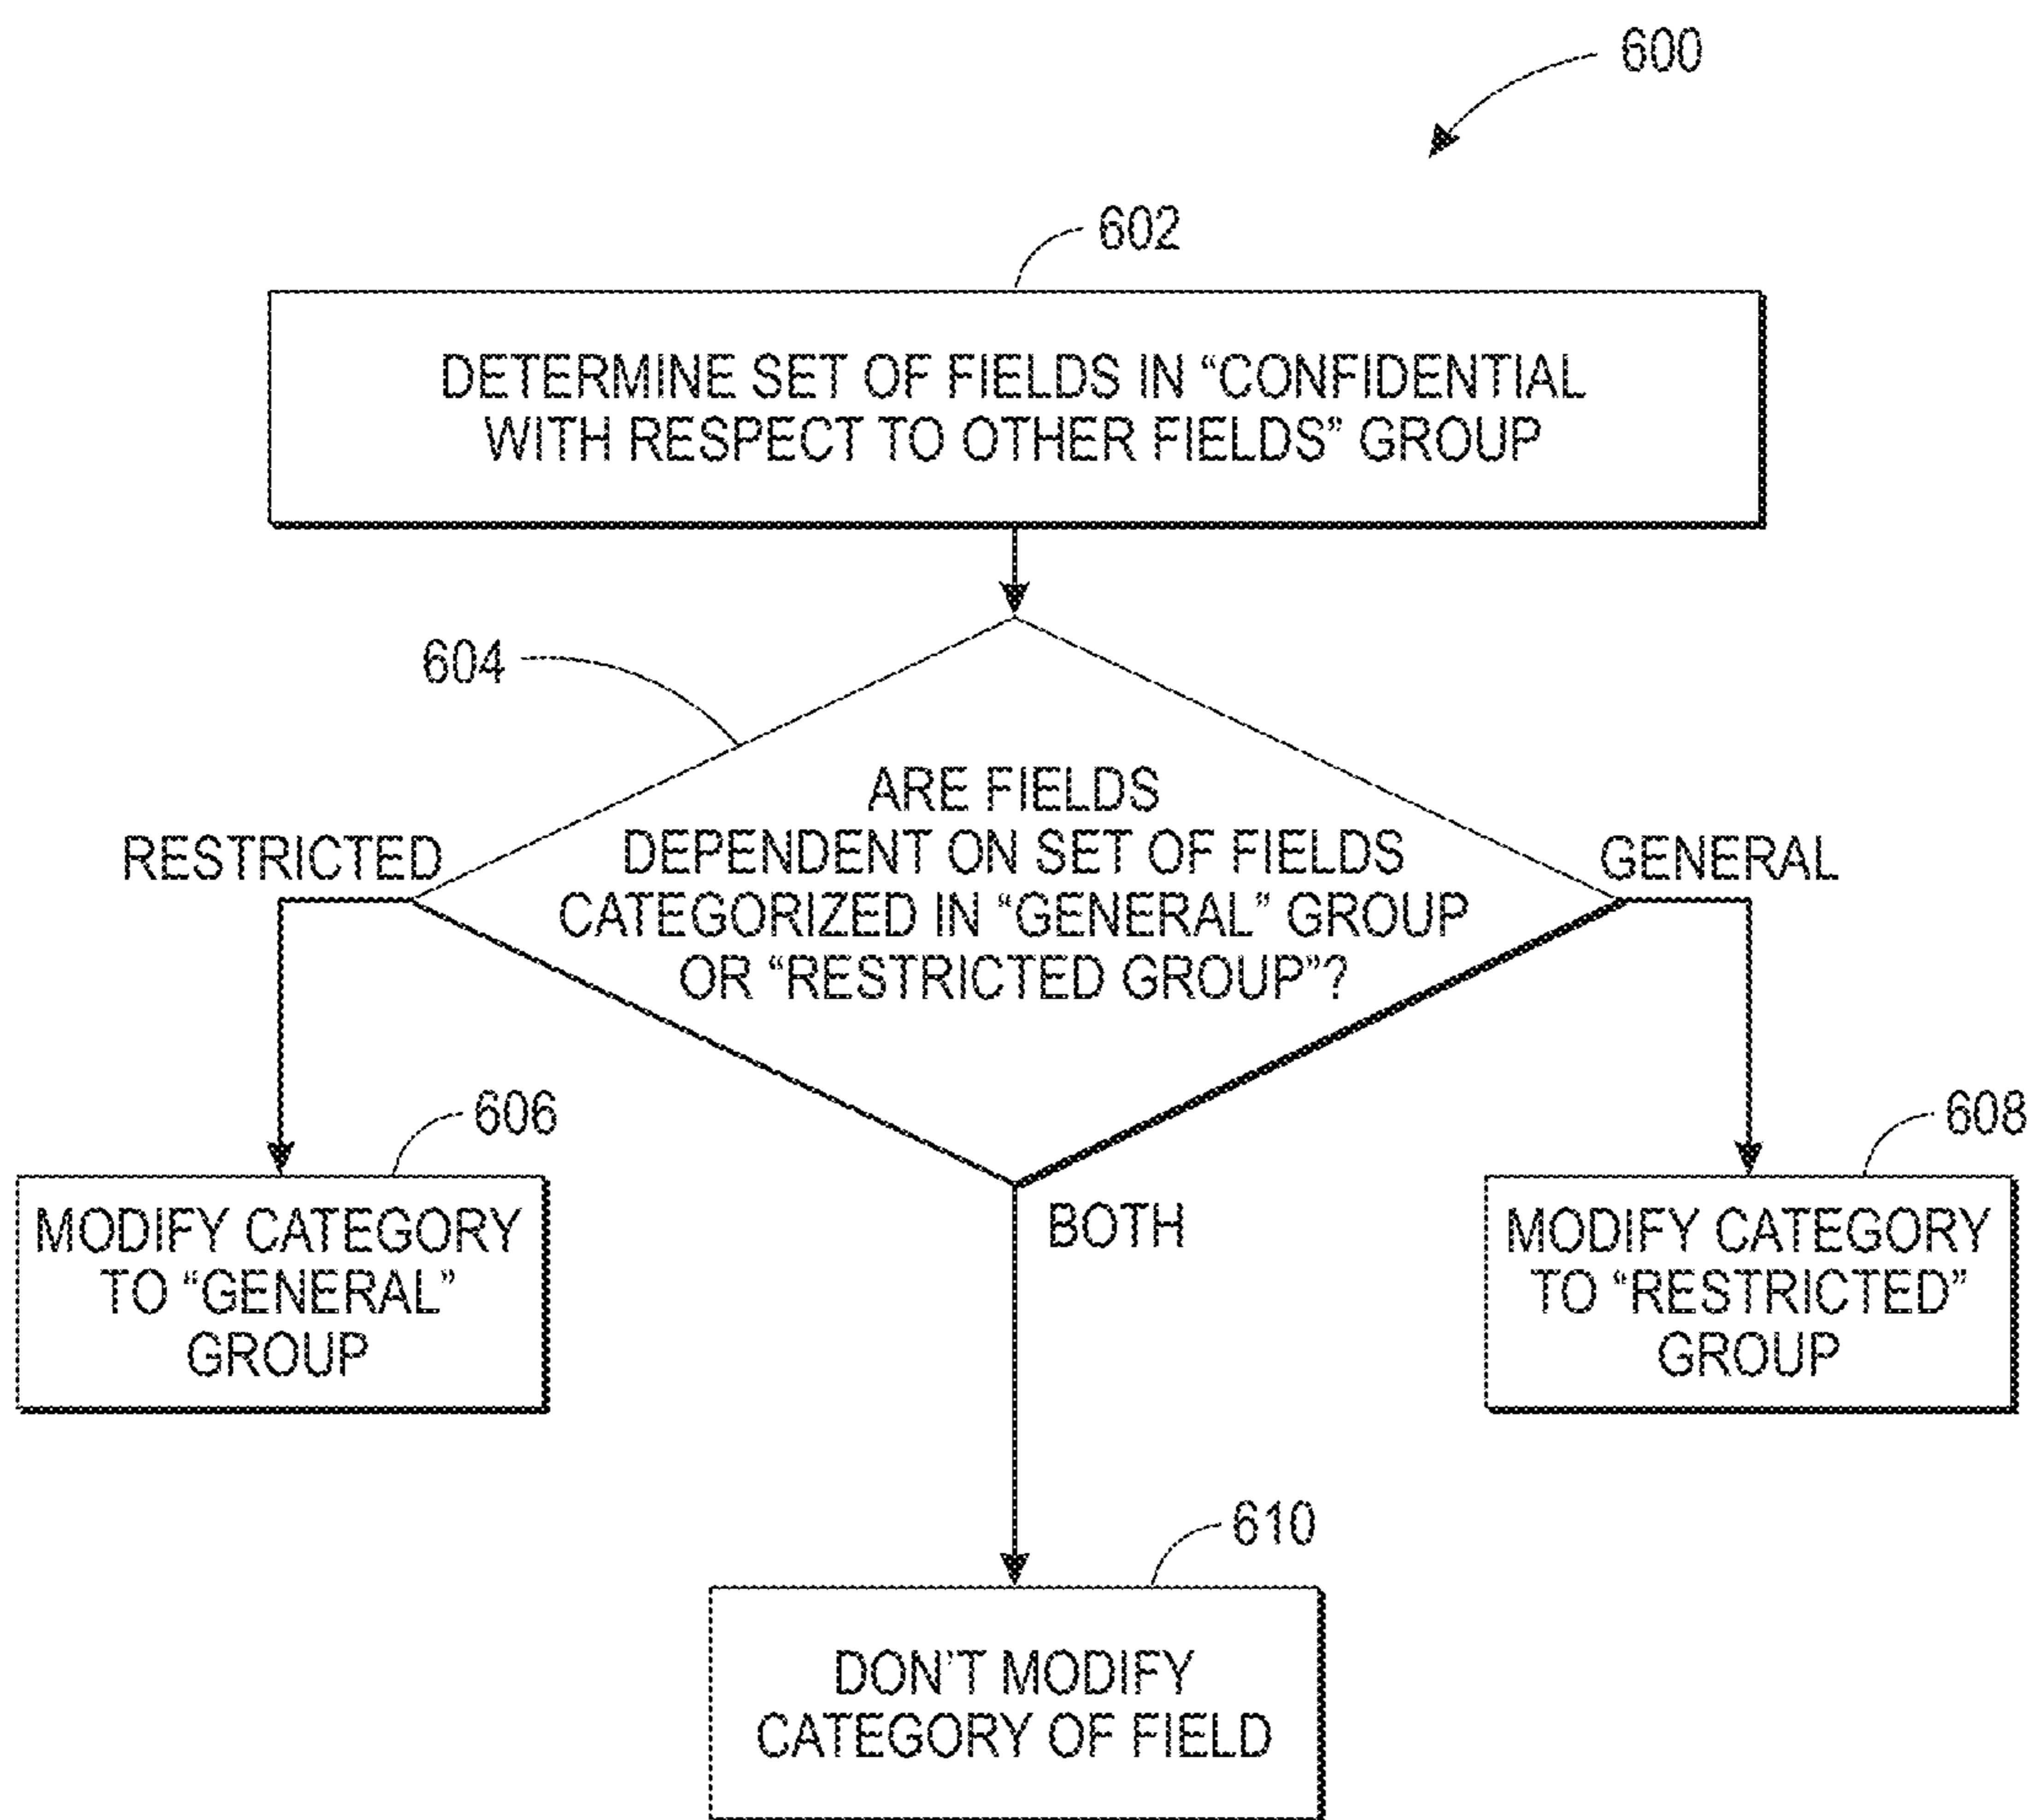 600
602
DETERMINE SET OF FIELDS IN “CONFIDENTIAL
WITH RESPECT TO OTHER FIELDS” GROUP
604
ARE FIELDS
DEPENDENT ON SET OF FIELDS
CATEGORIZED IN “GENERAL” GROUP
OR “RESTRICTED GROUP”?
RESTRICTED
GENERAL
606
MODIFY CATEGORY
TO “GENERAL”
GROUP
BOTH
608
MODIFY CATEGORY
TO “RESTRICTED”
GROUP
610
DON’T MODIFY
CATEGORY OF FIELD